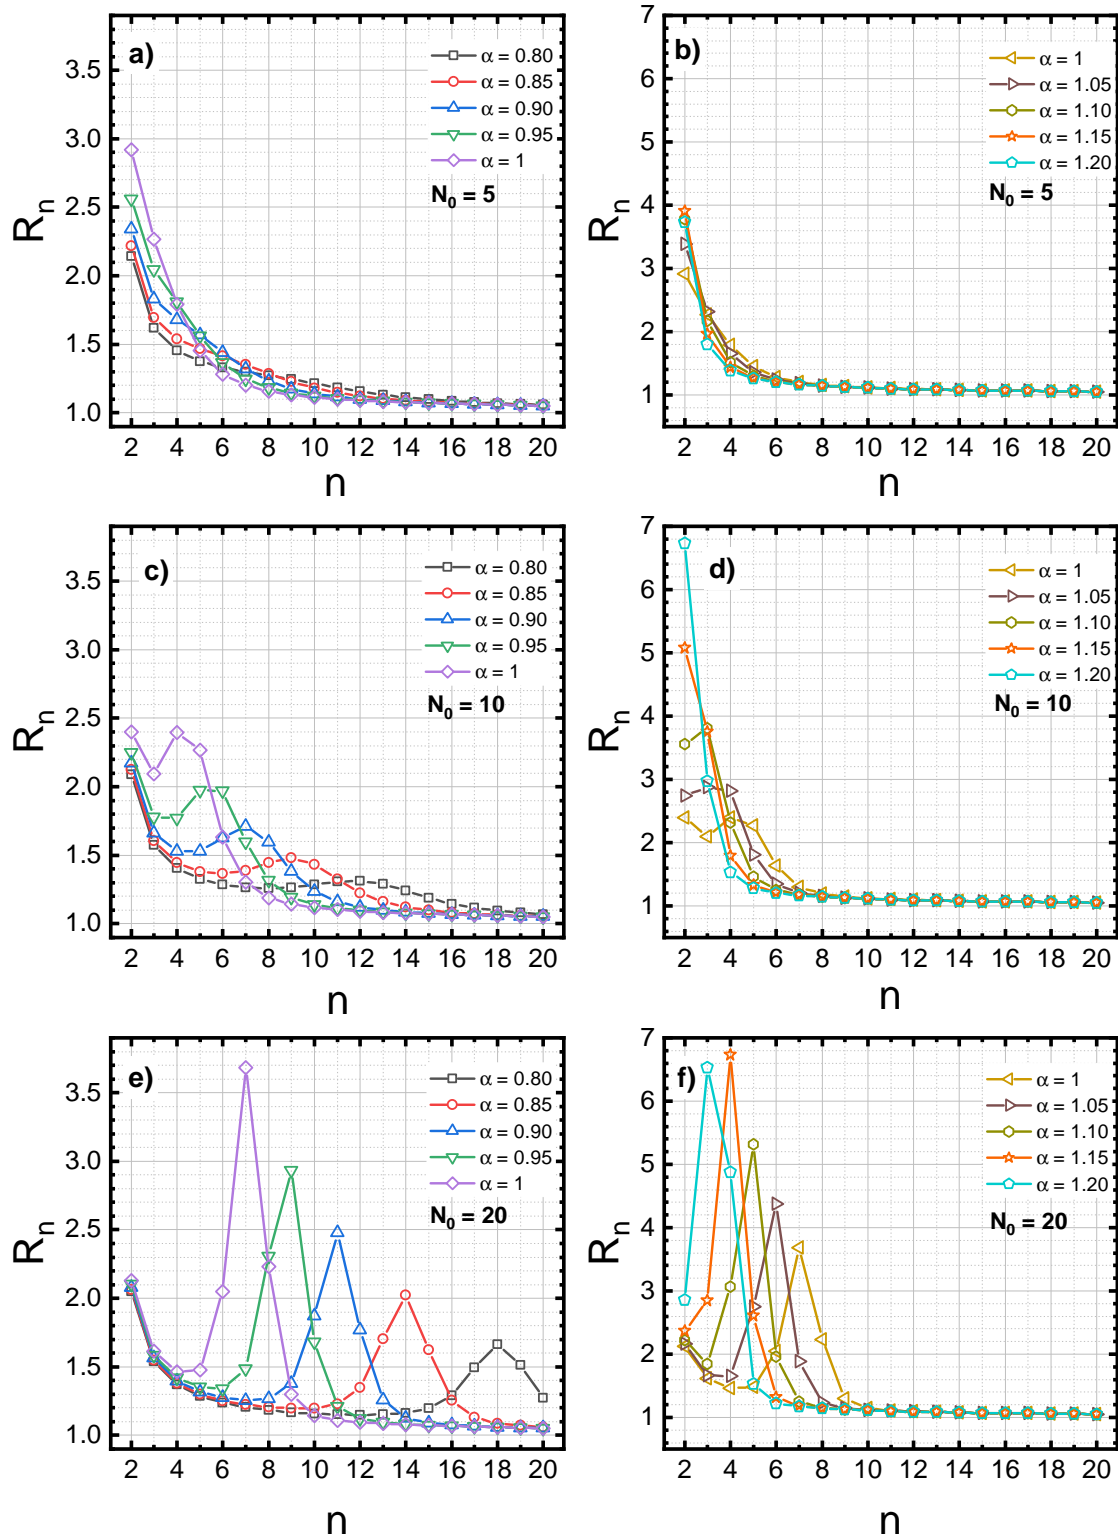 a)
α = 0.80
α = 0.85
α = 0.90
α = 0.95
α = 1
N0 = 5
3.5
3.0
2.5
2.0
1.5
1.0
Rn
2 4 6 8 10 12 14 16 18 20
n
b)
α = 1
α = 1.05
α = 1.10
α = 1.15
α = 1.20
N0 = 5
7
6
5
4
3
2
1
Rn
2 4 6 8 10 12 14 16 18 20
n
c)
α = 0.80
α = 0.85
α = 0.90
α = 0.95
α = 1
N0 = 10
3.5
3.0
2.5
2.0
1.5
1.0
Rn
2 4 6 8 10 12 14 16 18 20
n
d)
α = 1
α = 1.05
α = 1.10
α = 1.15
α = 1.20
N0 = 10
7
6
5
4
3
2
1
Rn
2 4 6 8 10 12 14 16 18 20
n
e)
α = 0.80
α = 0.85
α = 0.90
α = 0.95
α = 1
N0 = 20
3.5
3.0
2.5
2.0
1.5
1.0
Rn
2 4 6 8 10 12 14 16 18 20
n
f)
α = 1
α = 1.05
α = 1.10
α = 1.15
α = 1.20
N0 = 20
7
6
5
4
3
2
1
Rn
2 4 6 8 10 12 14 16 18 20
n